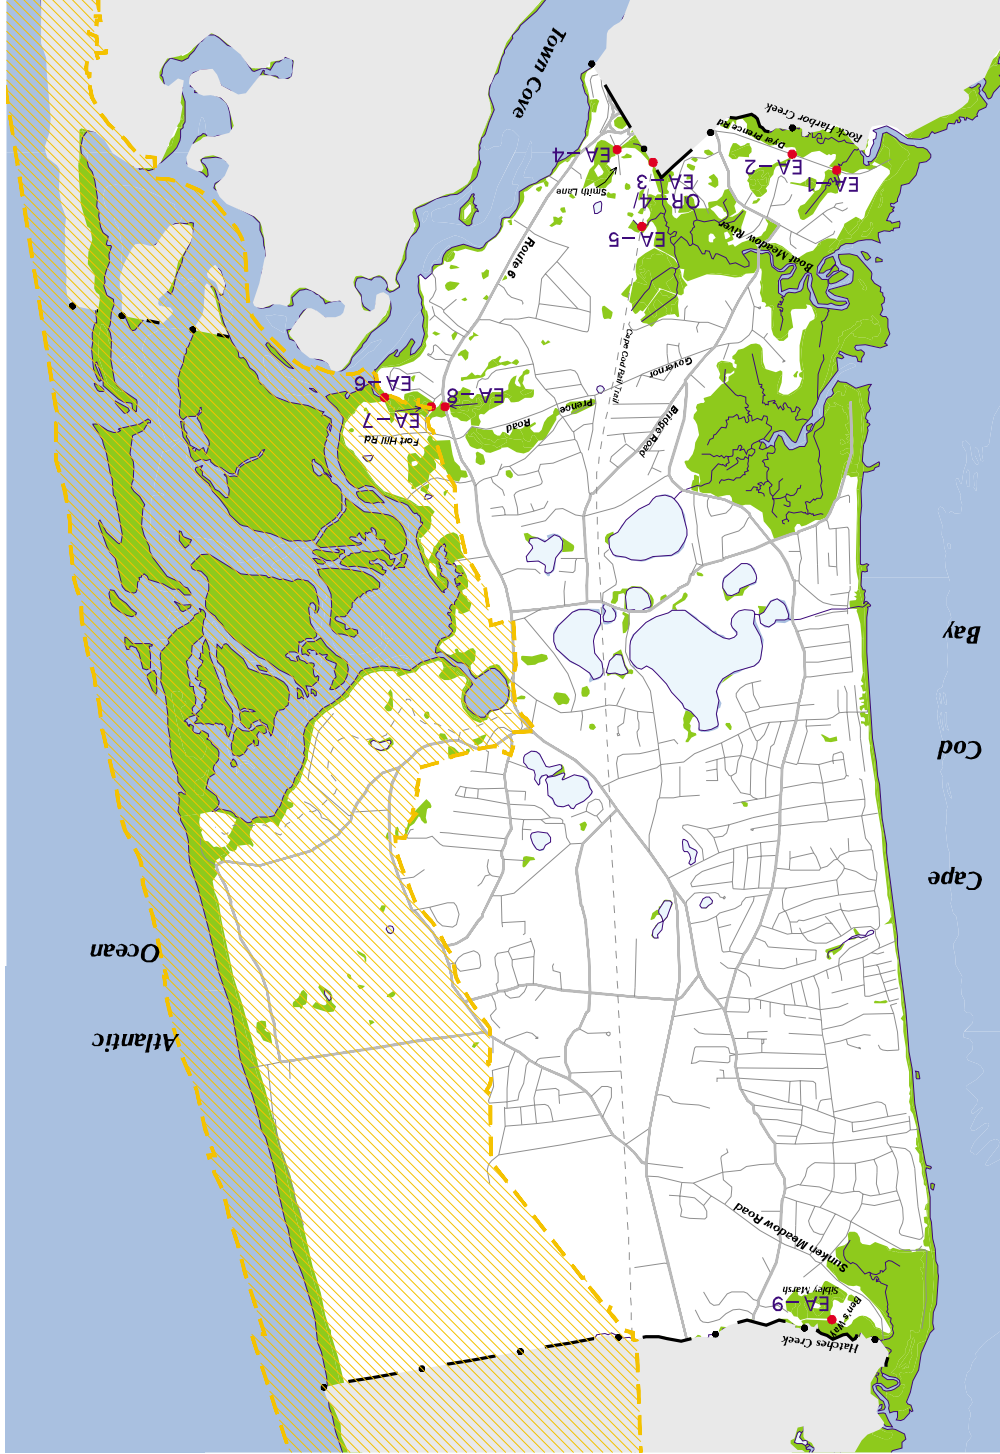 Hatches Creek
Ben's Way
EA-9
Sibley Marsh
Sunken Meadow Road
Atlantic
Ocean
Cape
Cod
Bay
Fort Hill Rd
EA-7
EA-6
EA-8
Road
Prence
Governor
Bridge Road
Cape Cod Rail Trail
Route 6
Boat Meadow River
EA-5
OR-4/
EA-3
Smith Lane
EA-4
EA-1
EA-2
Dyer Prence Rd
Rock Harbor Creek
Town Cove